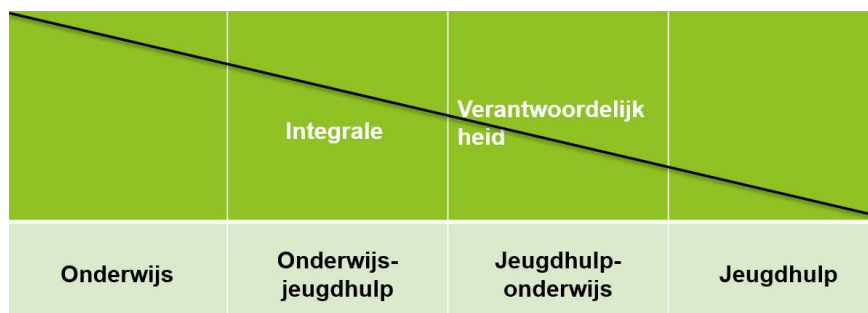 Integrale
Verantwoordelijk
heid
Onderwijs
Onderwijs-
jeugdhulp
Jeugdhulp-
onderwijs
Jeugdhulp